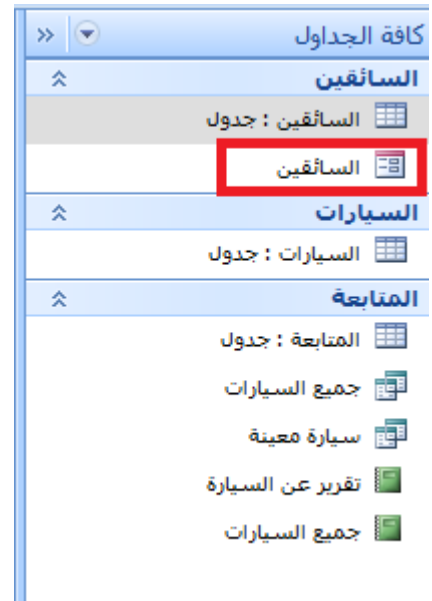 كافة الجداول
السائقين
السائقين : جدول
السائقين
السيارات
السيارات : جدول
المتابعة
المتابعة : جدول
جميع السيارات
سيارة معينة
تقرير عن السيارة
جميع السيارات